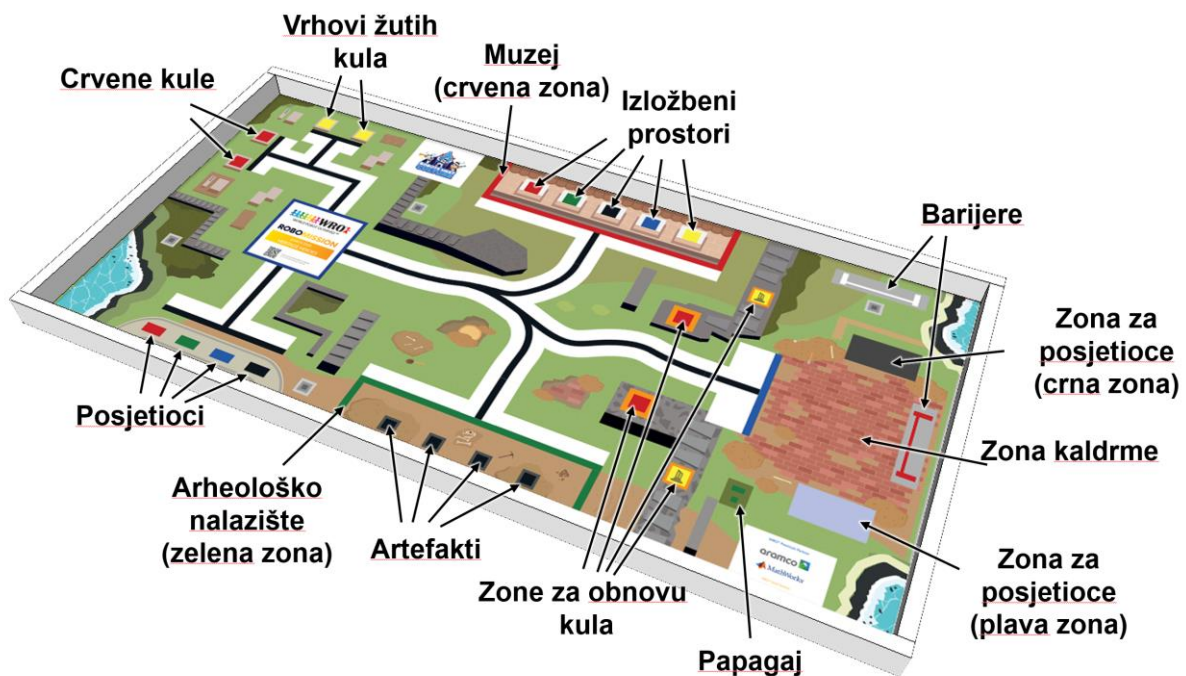 Vrhovi žutih
kula
Crvene kule
Muzej
(crvena zona)
Izložbeni
prostori
Barijere
Zona za
posjetioce
(crna zona)
WRO
ROBOMISSION
Zona kaldrme
Posjetioci
Arheološko
nalazište
(zelena zona)
Artefakti
Zone za obnovu
kula
aramco
MathWorks
Zona za
posjetioce
(plava zona)
Papagaj